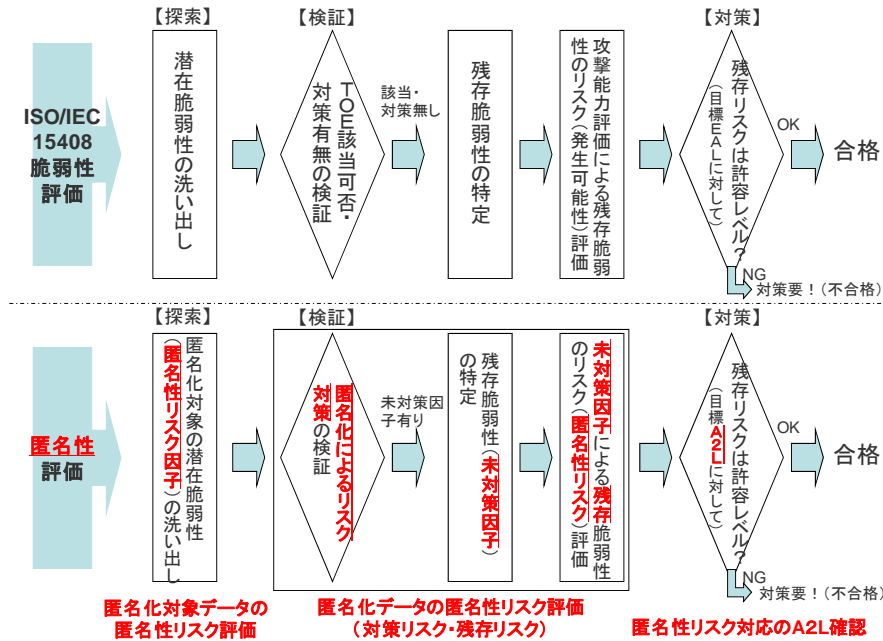 【探索】
【検証】
【対策】
ISO/IEC
15408
脆弱性
評価
潜在脆弱性の洗い出し
TOE該当可否・
対策有無の検証
該当・
対策無し
残存脆弱性の特定
攻撃能力評価による残存脆弱
性のリスク(発生可能性)評価
残存リスクは許容レベル?
(目標EALに対して)
OK
合格
NG
対策要!(不合格)
【探索】
【検証】
【対策】
匿名性
評価
匿名化対象の潜在脆弱性
(匿名性リスク因子)の洗い出し
匿名化によるリスク
対策の検証
未対策因
子有り
残存脆弱性(未対策因子)
の特定
未対策因子による残存脆弱性
のリスク(匿名性リスク)評価
残存リスクは許容レベル?
(目標A2Lに対して)
OK
合格
NG
対策要!(不合格)
匿名化対象データの
匿名性リスク評価
匿名化データの匿名性リスク評価
(対策リスク・残存リスク)
匿名性リスク対応のA2L確認